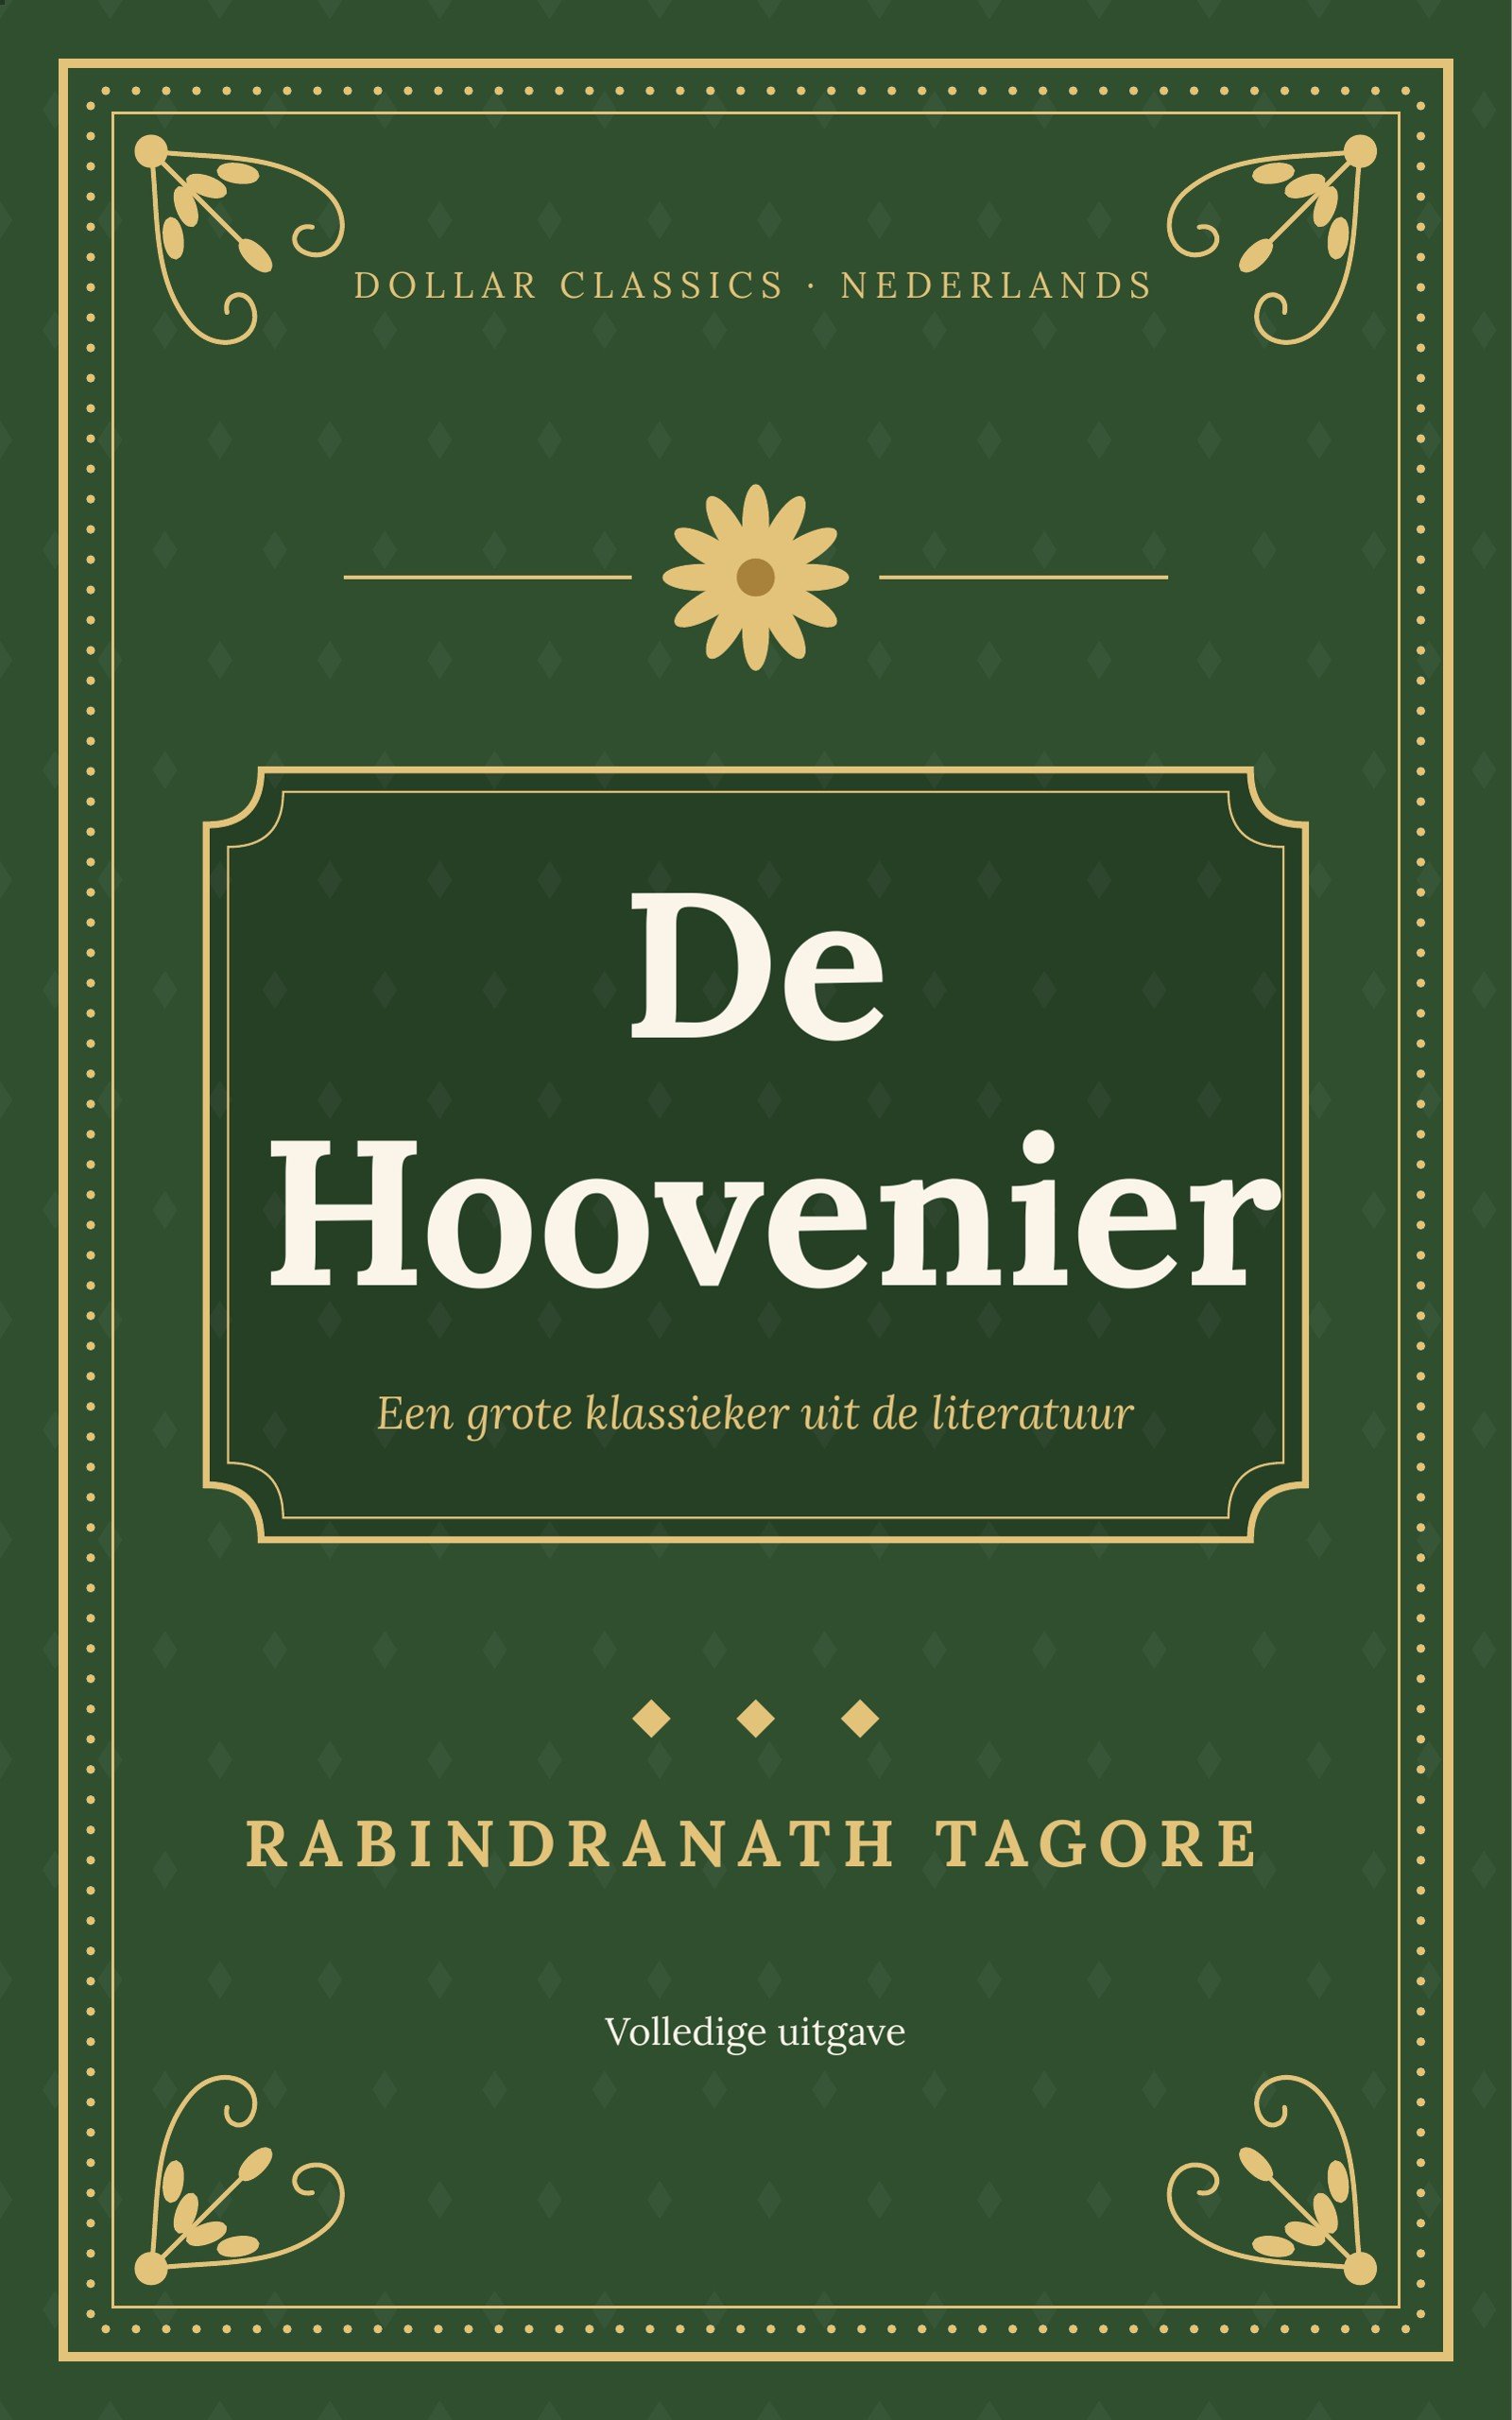 DOLLAR CLASSICS · NEDERLANDS
De
Hoovenier
Een grote klassieker uit de literatuur
RABINDRANATH TAGORE
Volledige uitgave